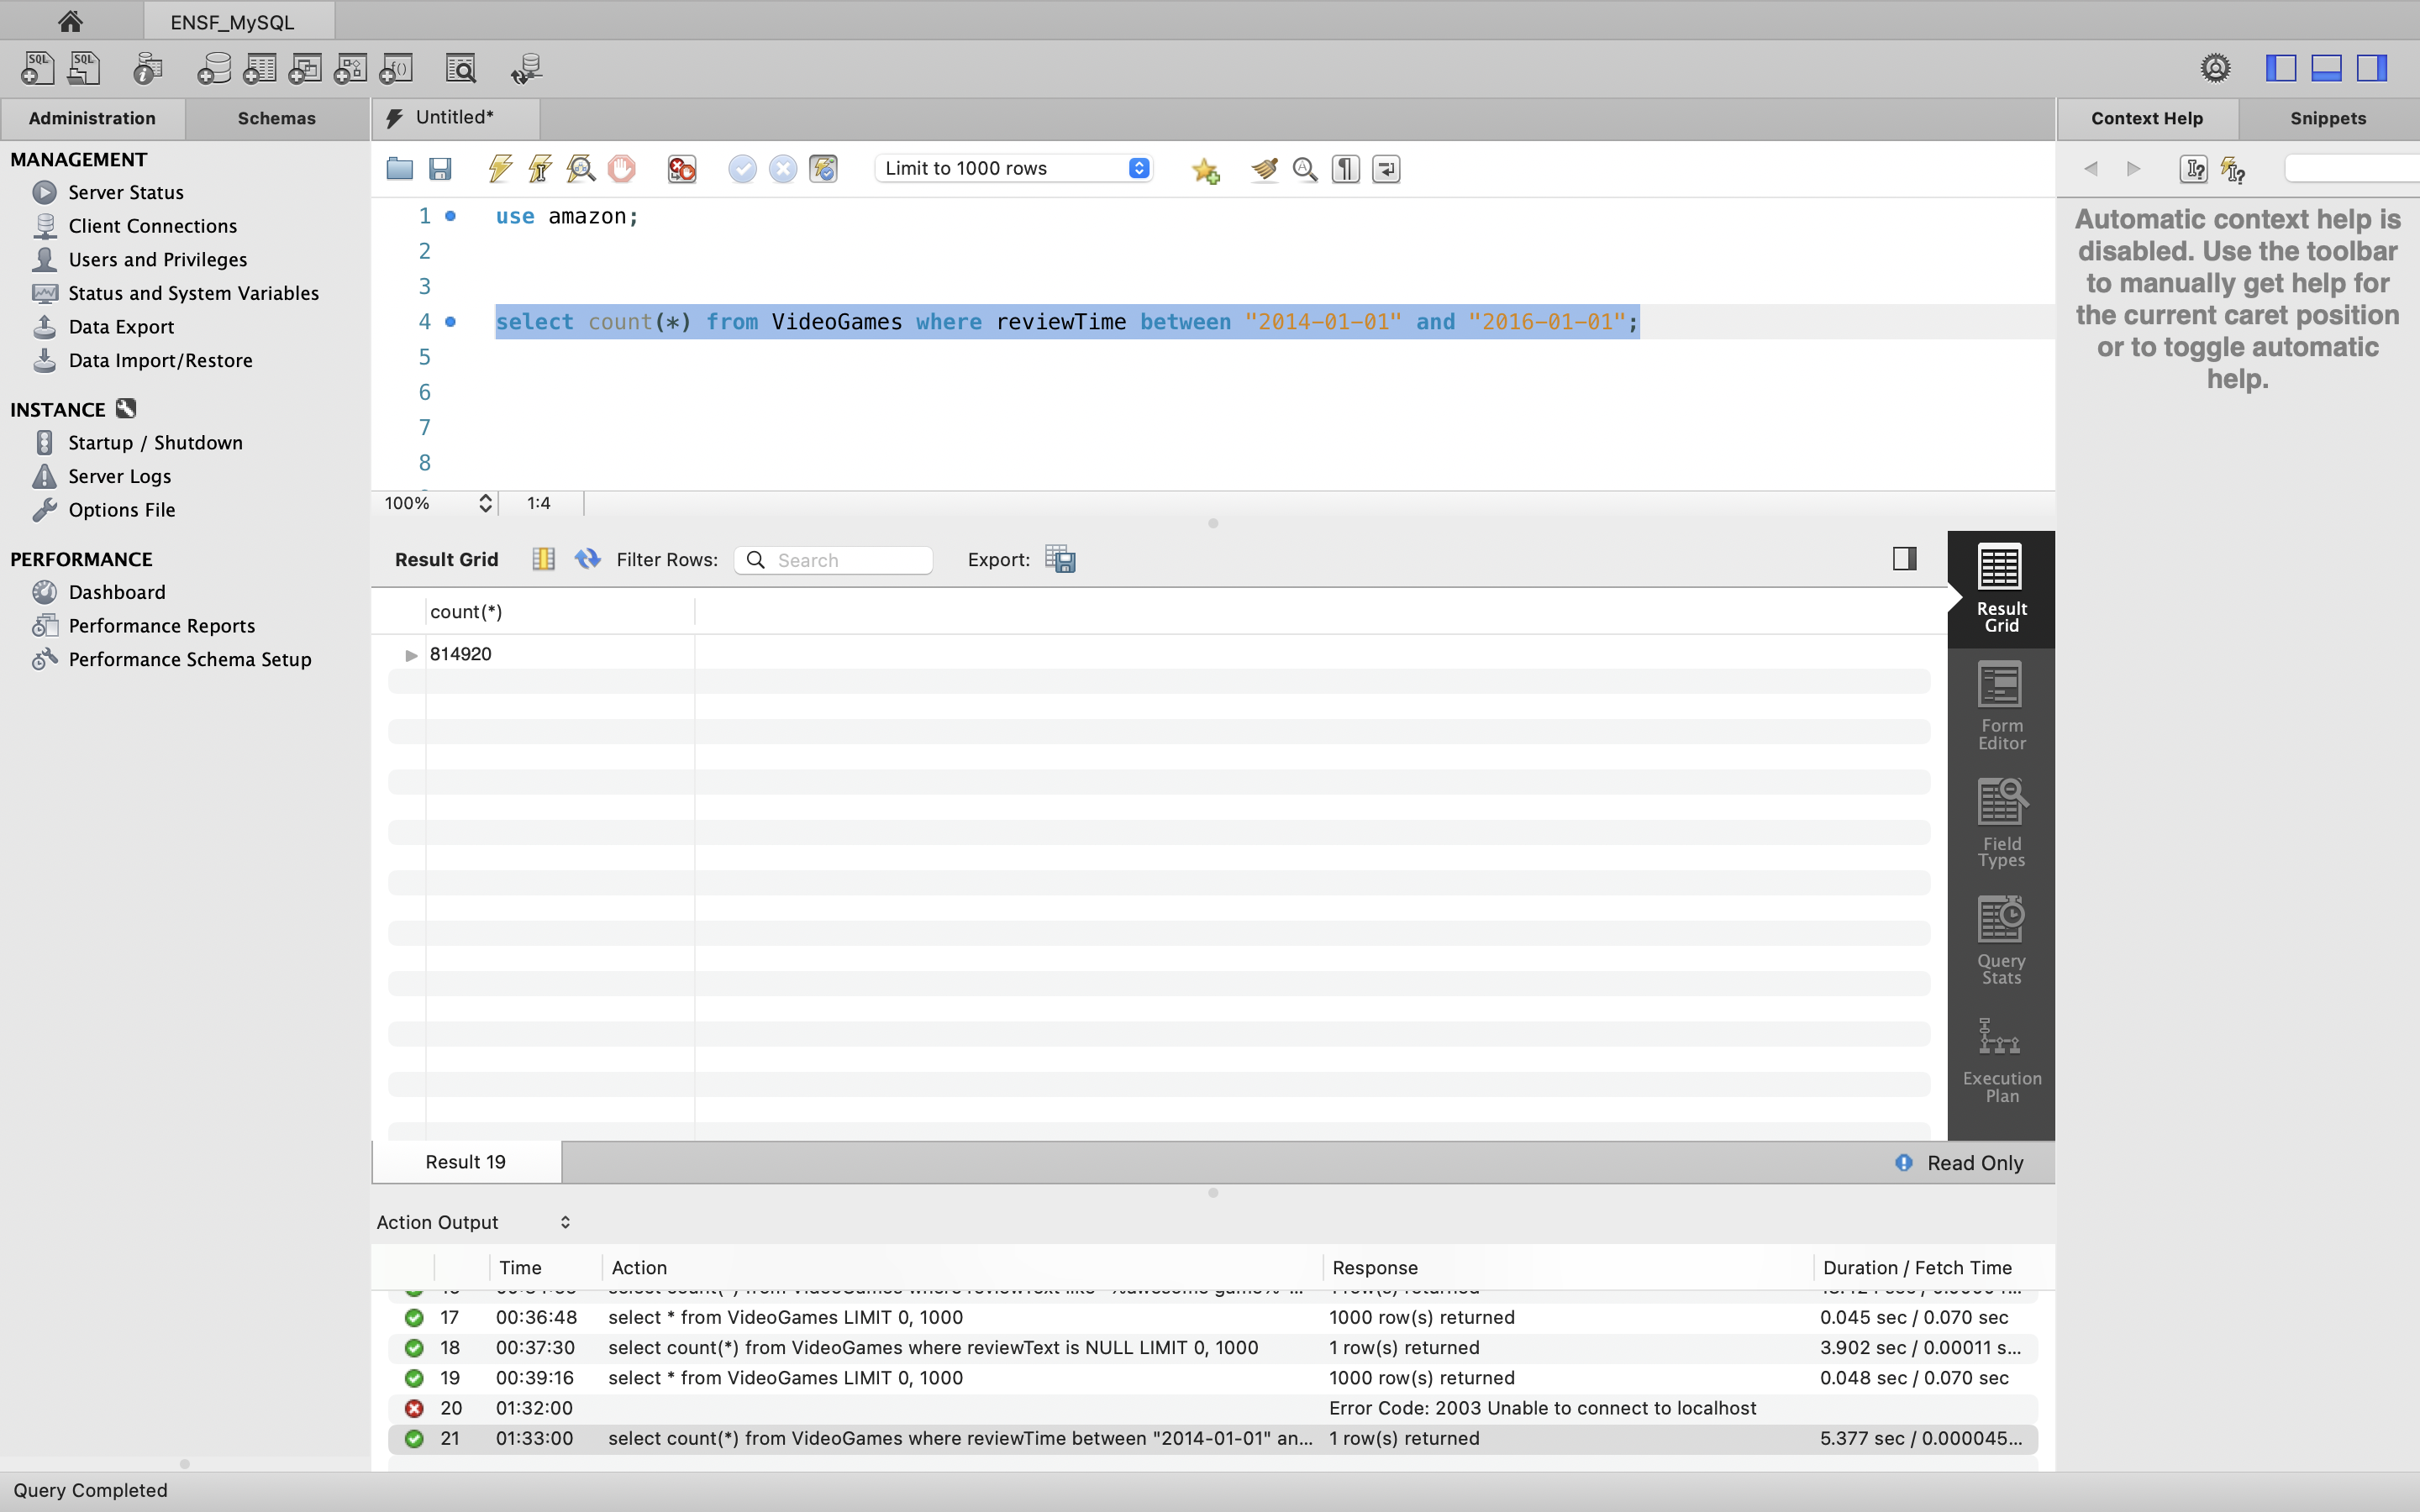 ENSF_MySQL
Administration
Schemas
Untitled*
Context Help
Snippets
MANAGEMENT
Server Status
Client Connections
Users and Privileges
Status and System Variables
Data Export
Data Import/Restore
INSTANCE
Startup / Shutdown
Server Logs
Options File
PERFORMANCE
Dashboard
Performance Reports
Performance Schema Setup
Limit to 1000 rows
1 use amazon;
2
3
4 select count(*) from VideoGames where reviewTime between "2014-01-01" and "2016-01-01";
5
6
7
8
100% 1:4
Automatic context help is
disabled. Use the toolbar
to manually get help for
the current caret position
or to toggle automatic
help.
Result Grid Filter Rows: Search Export:
count(*)
814920
Result
Grid
Form
Editor
Field
Types
Query
Stats
Execution
Plan
Result 19
Read Only
Action Output
Time Action Response Duration / Fetch Time
17 00:36:48 select * from VideoGames LIMIT 0, 1000 1000 row(s) returned 0.045 sec / 0.070 sec
18 00:37:30 select count(*) from VideoGames where reviewText is NULL LIMIT 0, 1000 1 row(s) returned 3.902 sec / 0.00011 s...
19 00:39:16 select * from VideoGames LIMIT 0, 1000 1000 row(s) returned 0.048 sec / 0.070 sec
20 01:32:00 Error Code: 2003 Unable to connect to localhost
21 01:33:00 select count(*) from VideoGames where reviewTime between "2014-01-01" an... 1 row(s) returned 5.377 sec / 0.000045...
Query Completed